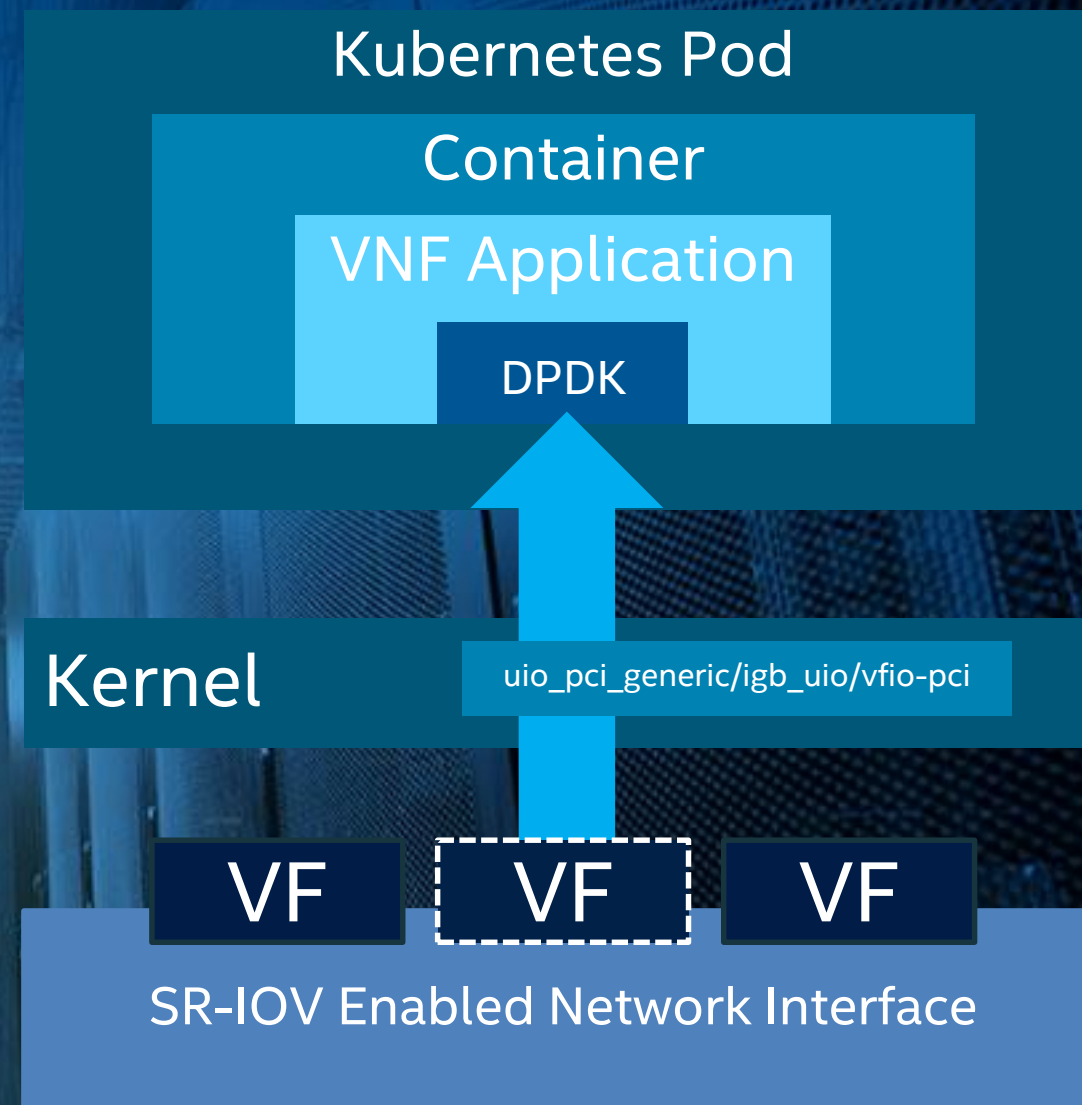 Kubernetes Pod
Container
VNF Application
DPDK
Kernel
uio_pci_generic/igb_uio/vfio-pci
VF
VF
VF
SR-IOV Enabled Network Interface